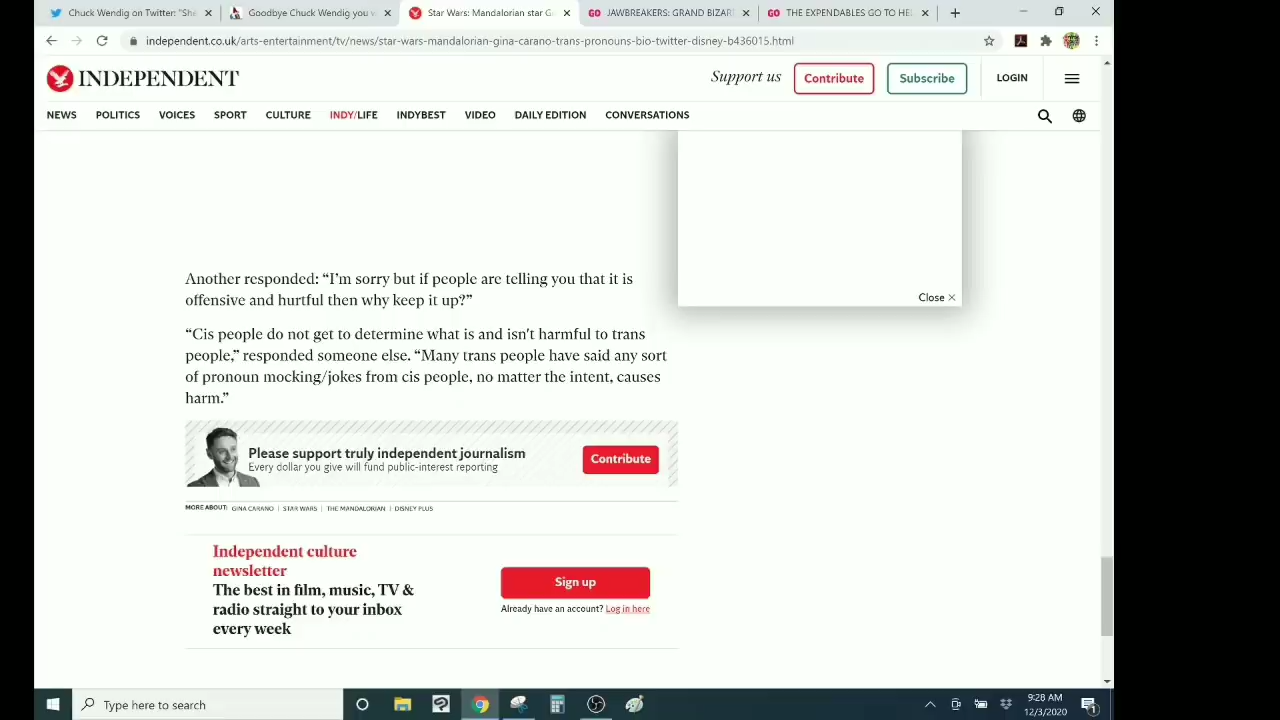 Chuck Wendig on Twitter: "She
Goodbye Chuck Wendig you w
Star Wars: Mandalorian star G
JAWBREAKERS: GRAND BIZAR
THE EXPENDABLES GO TO HEL
independent.co.uk/arts-entertainment/tv/news/star-wars-mandalorian-gina-carano-trans-pronouns-bio-twitter-disney-b436015.html
INDEPENDENT
Support us
Contribute
Subscribe
LOGIN
NEWS POLITICS VOICES SPORT CULTURE INDY/LIFE INDYBEST VIDEO DAILY EDITION CONVERSATIONS
Close ×
Another responded: “I’m sorry but if people are telling you that it is
offensive and hurtful then why keep it up?”
“Cis people do not get to determine what is and isn't harmful to trans
people,” responded someone else. “Many trans people have said any sort
of pronoun mocking/jokes from cis people, no matter the intent, causes
harm.”
Please support truly independent journalism
Every dollar you give will fund public-interest reporting
Contribute
MORE ABOUT: GINA CARANO | STAR WARS | THE MANDALORIAN | DISNEY PLUS
Independent culture
newsletter
The best in film, music, TV &
radio straight to your inbox
every week
Sign up
Already have an account? Log in here
Type here to search
9:28 AM
12/3/2020